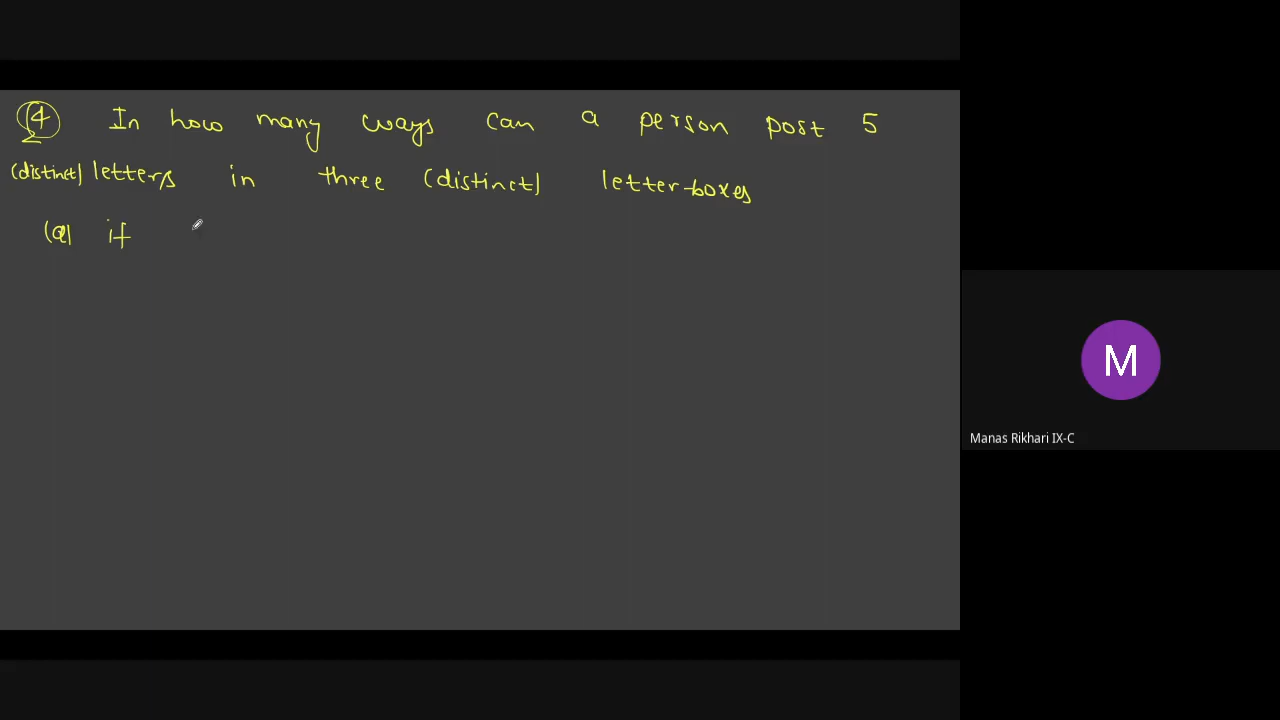 4 In how many ways can a person post 5
(distinct) letters in three (distinct) letter-boxes
(a) if
M
Manas Rikhari IX-C